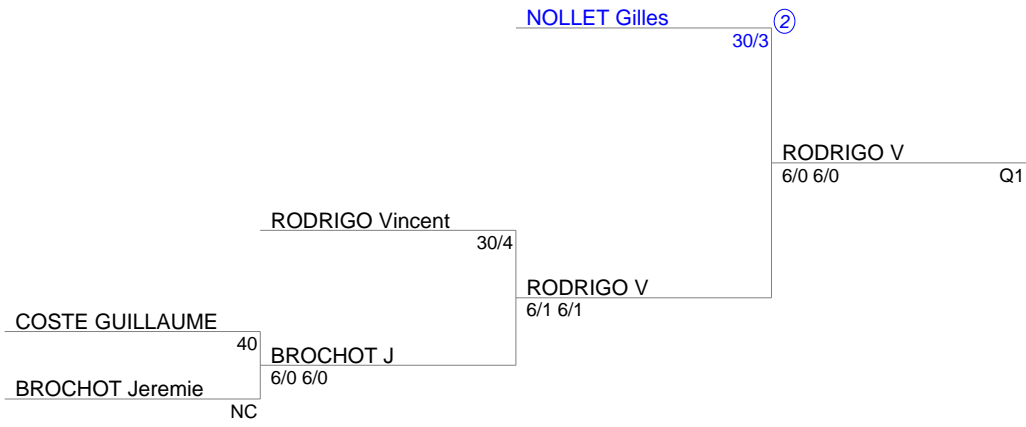 NOLLET Gilles
2
30/3
RODRIGO V
6/0 6/0
Q1
RODRIGO Vincent
30/4
RODRIGO V
6/1 6/1
COSTE GUILLAUME
40
BROCHOT J
6/0 6/0
BROCHOT Jeremie
NC